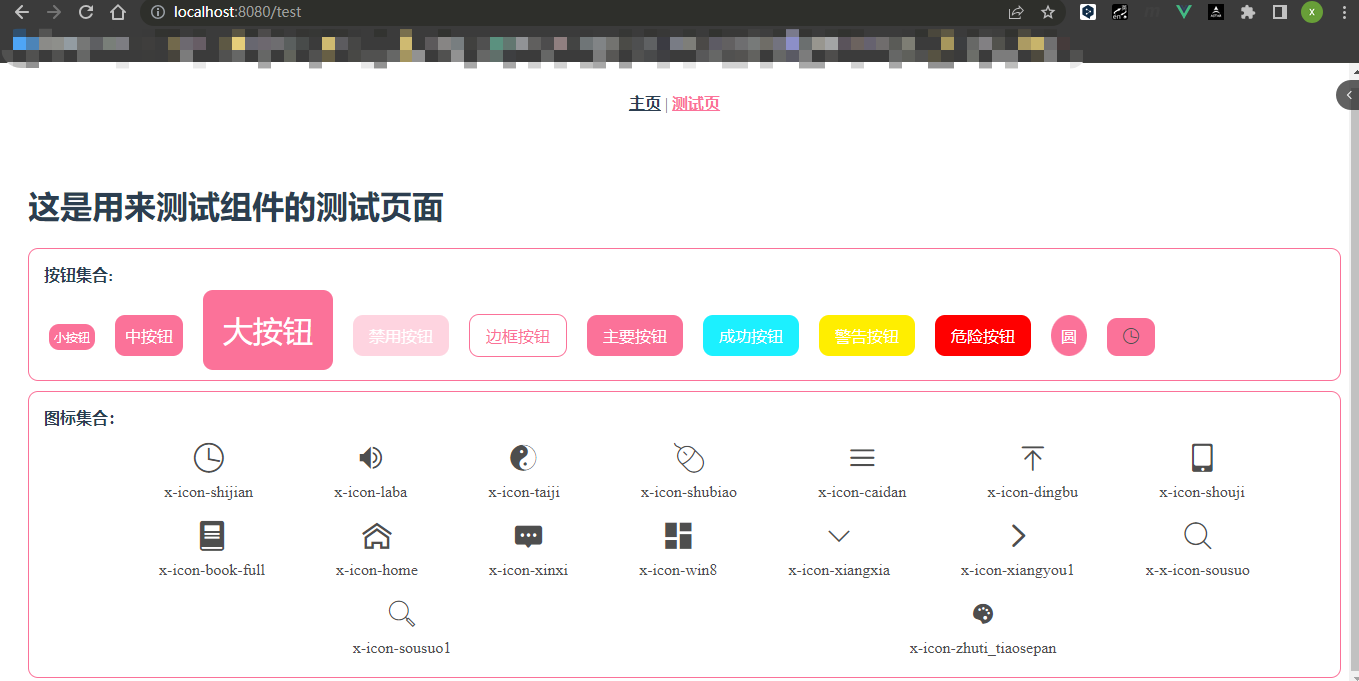 localhost:8080/test
en
X
主页 | 测试页
这是用来测试组件的测试页面
按钮集合:
小按钮 中按钮 大按钮 禁用按钮 边框按钮 主要按钮 成功按钮 警告按钮 危险按钮 圆
图标集合:
x-icon-shijian x-icon-laba x-icon-taiji x-icon-shubiao x-icon-caidan x-icon-dingbu x-icon-shouji
x-icon-book-full x-icon-home x-icon-xinxi x-icon-win8 x-icon-xiangxia x-icon-xiangyou1 x-x-icon-sousuo
x-icon-sousuo1 x-icon-zhuti_tiaosepan